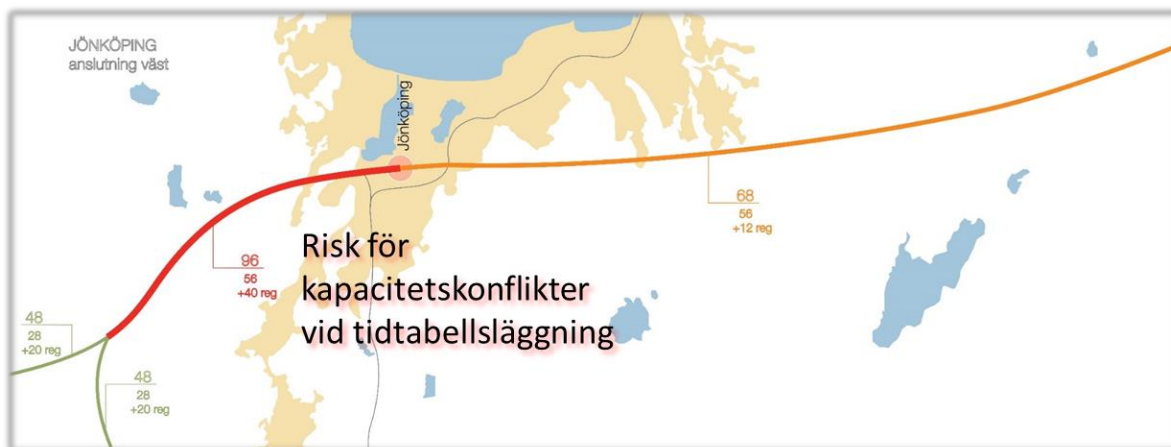 JÖNKÖPING
anslutning väst
Jönköping
68
56
+12 reg
Risk för
kapacitetskonflikter
vid tidtabellsläggning
96
56
+40 reg
48
28
+20 reg
48
28
+20 reg